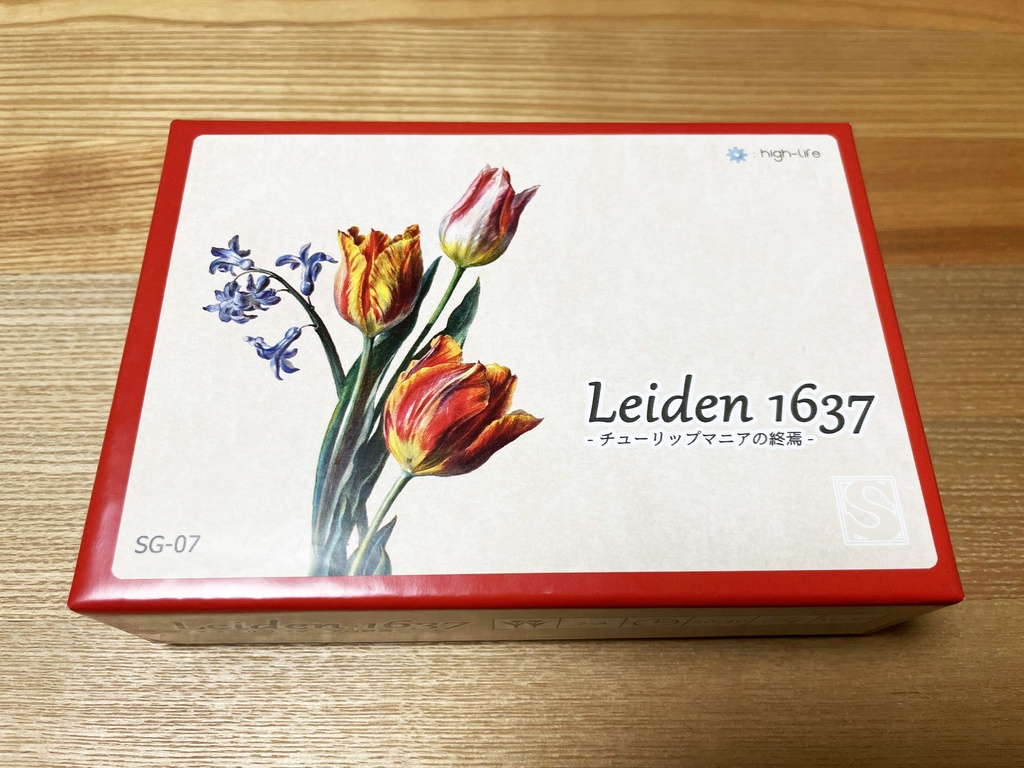 high-life
Leiden 1637
- チューリップマニアの終焉 -
S
SG-07
Leiden 1637